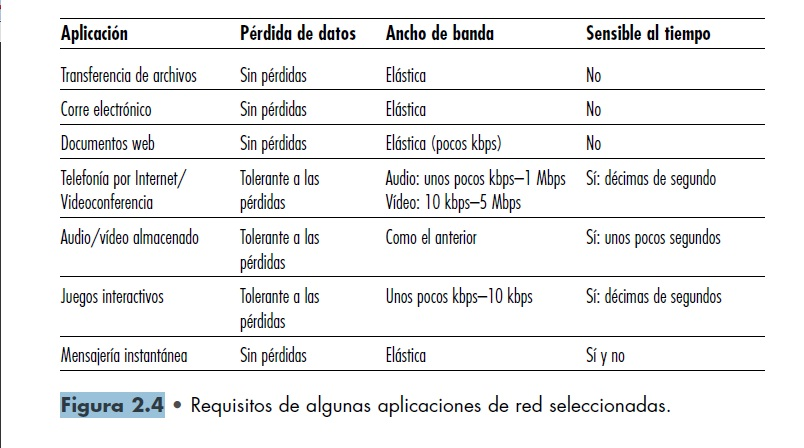 Aplicación Pérdida de datos Ancho de banda Sensible al tiempo
Transferencia de archivos Sin pérdidas Elástica No
Corre electrónico Sin pérdidas Elástica No
Documentos web Sin pérdidas Elástica (pocos kbps) No
Telefonía por Internet/ Tolerante a las Audio: unos pocos kbps–1 Mbps Sí: décimas de segundo
Videoconferencia pérdidas Vídeo: 10 kbps–5 Mbps
Audio/vídeo almacenado Tolerante a las Como el anterior Sí: unos pocos segundos
pérdidas
Juegos interactivos Tolerante a las Unos pocos kbps–10 kbps Sí: décimas de segundos
pérdidas
Mensajería instantánea Sin pérdidas Elástica Sí y no
Figura 2.4 • Requisitos de algunas aplicaciones de red seleccionadas.